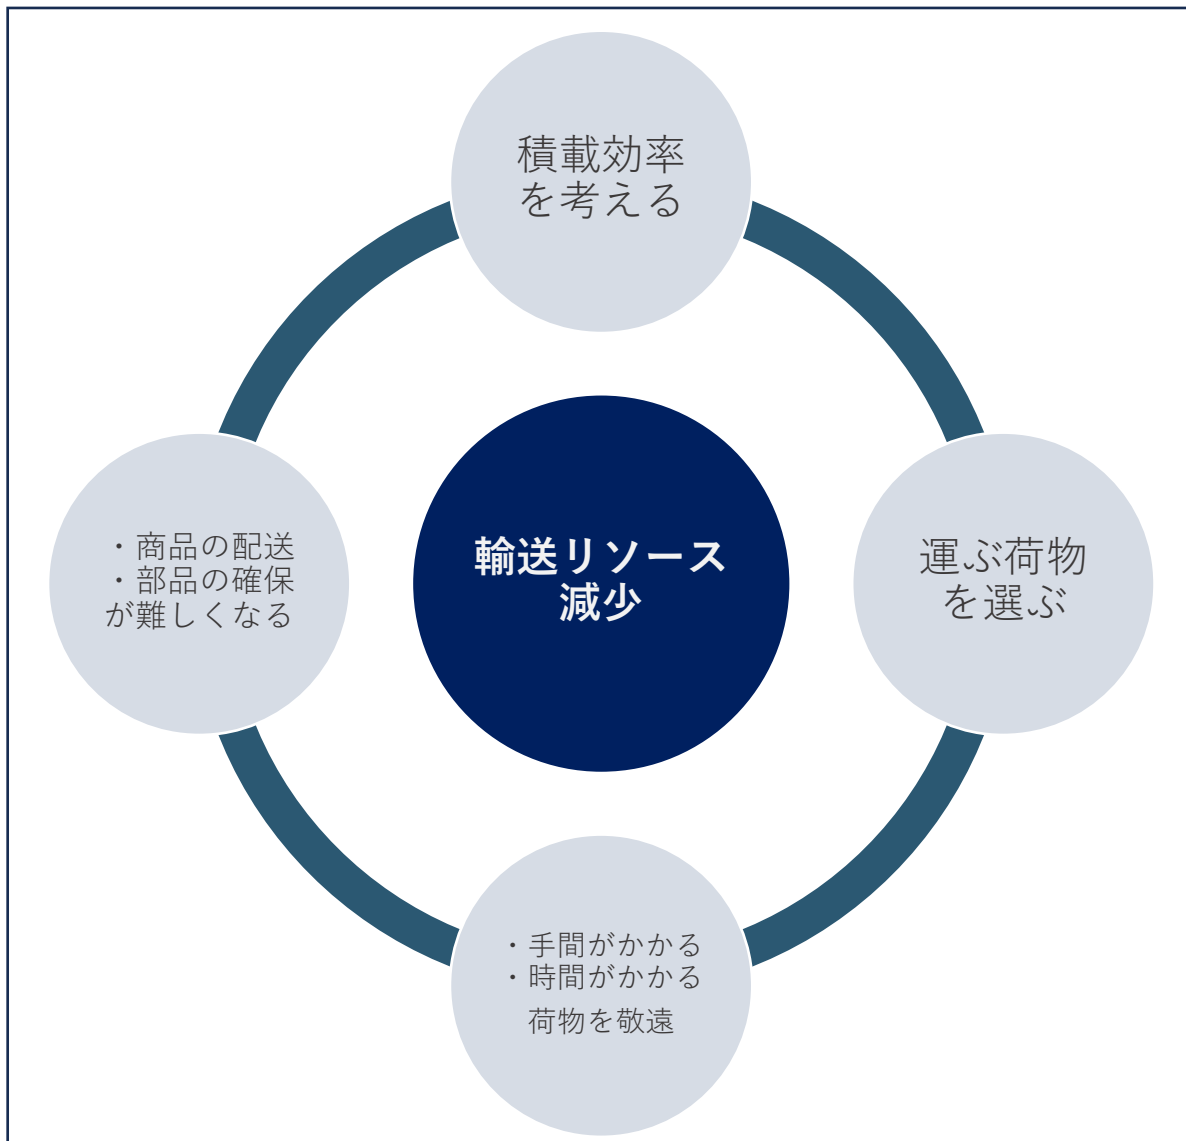 積載効率
を考える
・商品の配送
・部品の確保
が難しくなる
輸送リソース
減少
運ぶ荷物
を選ぶ
・手間がかかる
・時間がかかる
荷物を敬遠